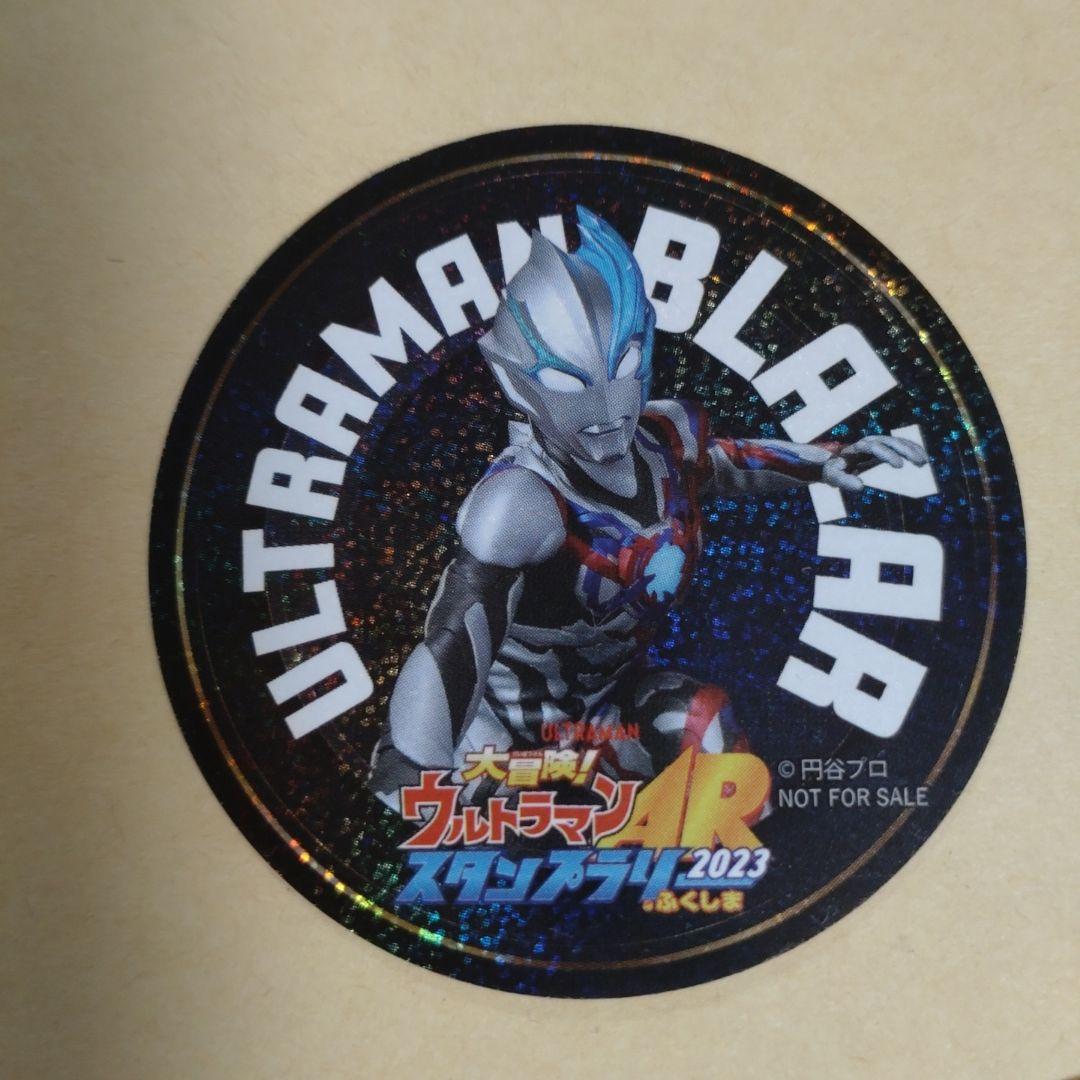 ULTRAMAN BLAZAR
ULTRAMAN
大冒険!
ウルトラマンAR
スタンプラリー2023
ふくしま
© 円谷プロ
NOT FOR SALE